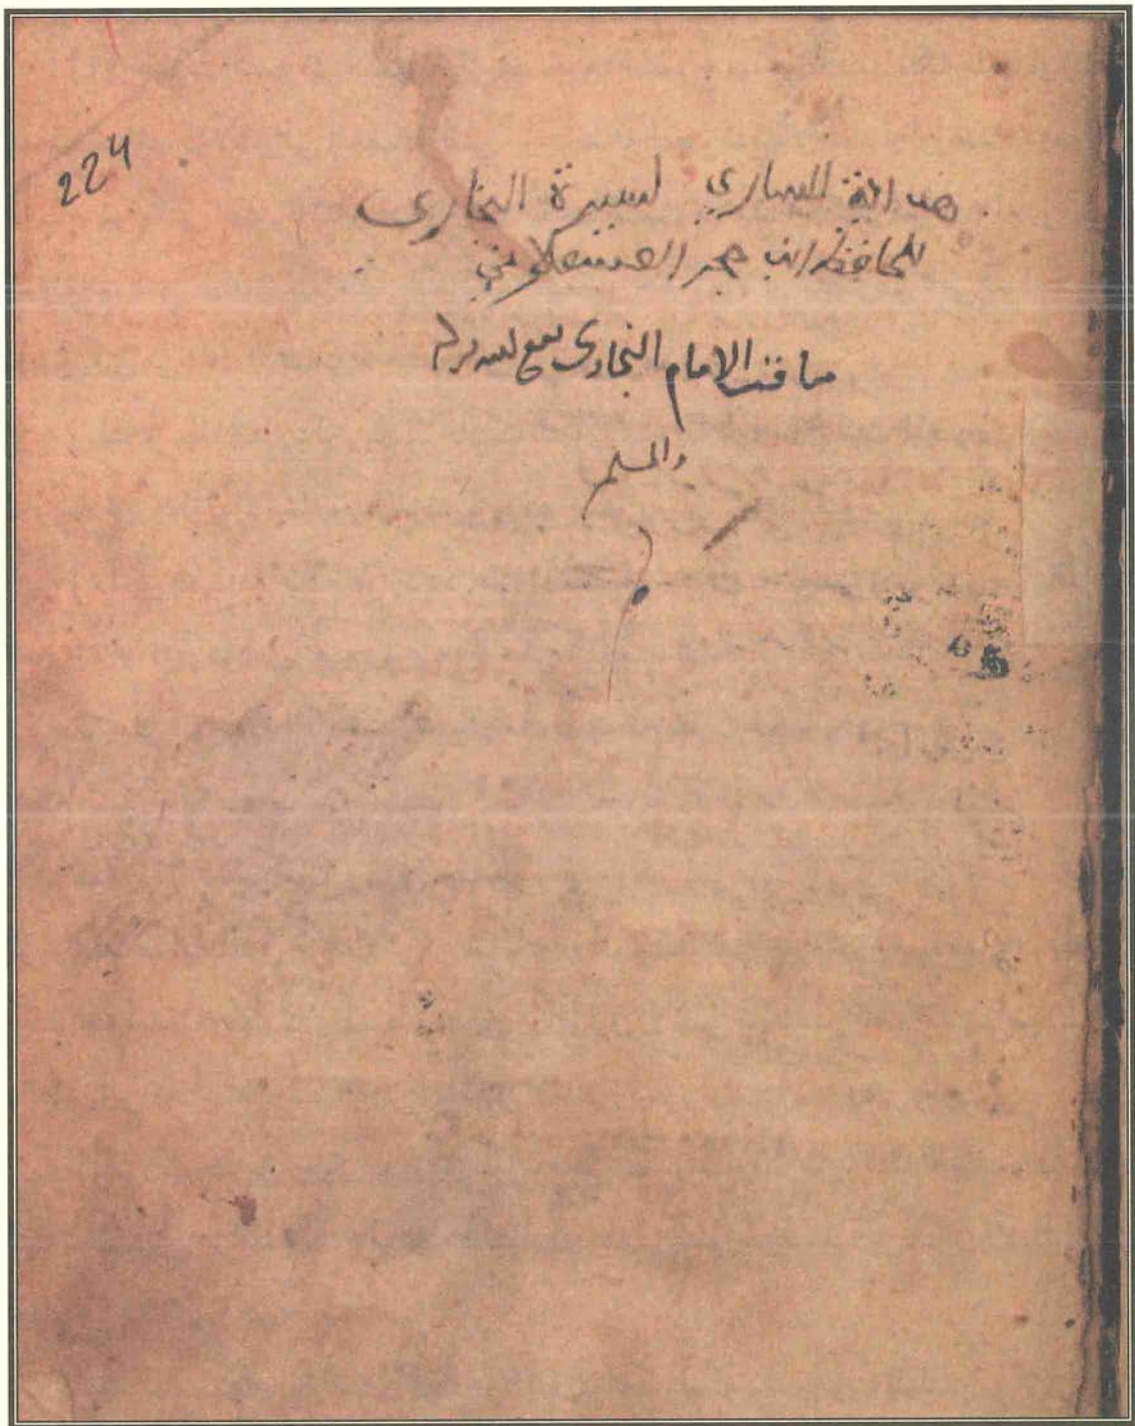 224
هداية الساري لسيرة البخاري
للحافظ ابن حجر العسقلاني
مناقب الامام البخاري
والمسلم